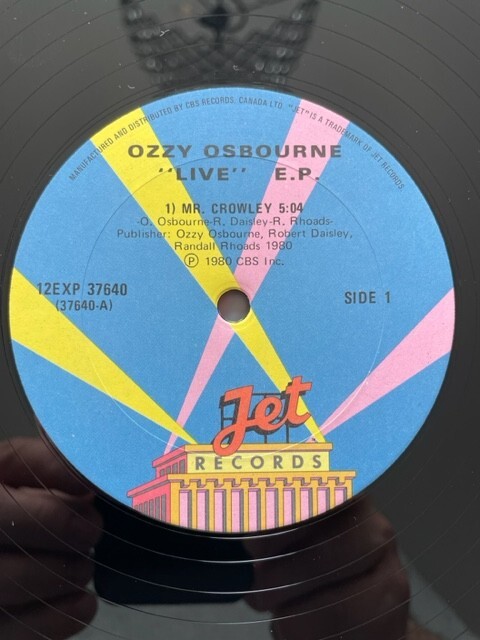 MANUFACTURED AND DISTRIBUTED BY CBS RECORDS, CANADA LTD. "JET" IS A TRADEMARK OF JET RECORDS.
OZZY OSBOURNE
"LIVE" E.P.
1) MR. CROWLEY 5:04
-O. Osbourne-R. Daisley-R. Rhoads-
Publisher: Ozzy Osbourne, Robert Daisley,
Randall Rhoads 1980
Ⓟ 1980 CBS Inc.
12EXP 37640
(37640-A)
SIDE 1
Jet
RECORDS